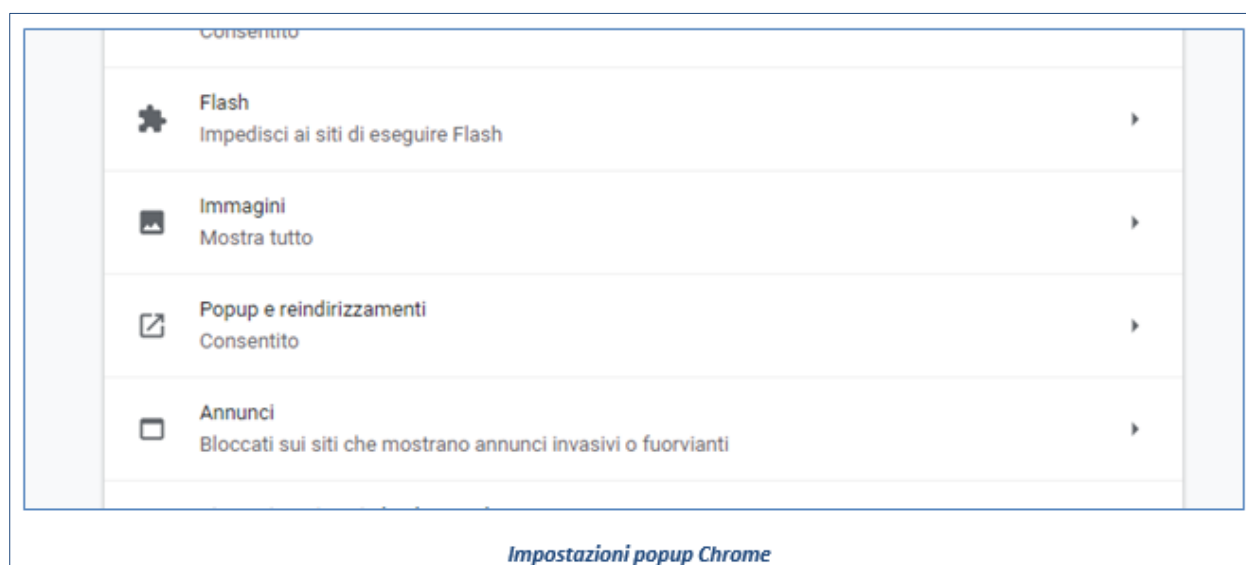 Consentito
Flash
Impedisci ai siti di eseguire Flash
Immagini
Mostra tutto
Popup e reindirizzamenti
Consentito
Annunci
Bloccati sui siti che mostrano annunci invasivi o fuorvianti
Impostazioni popup Chrome